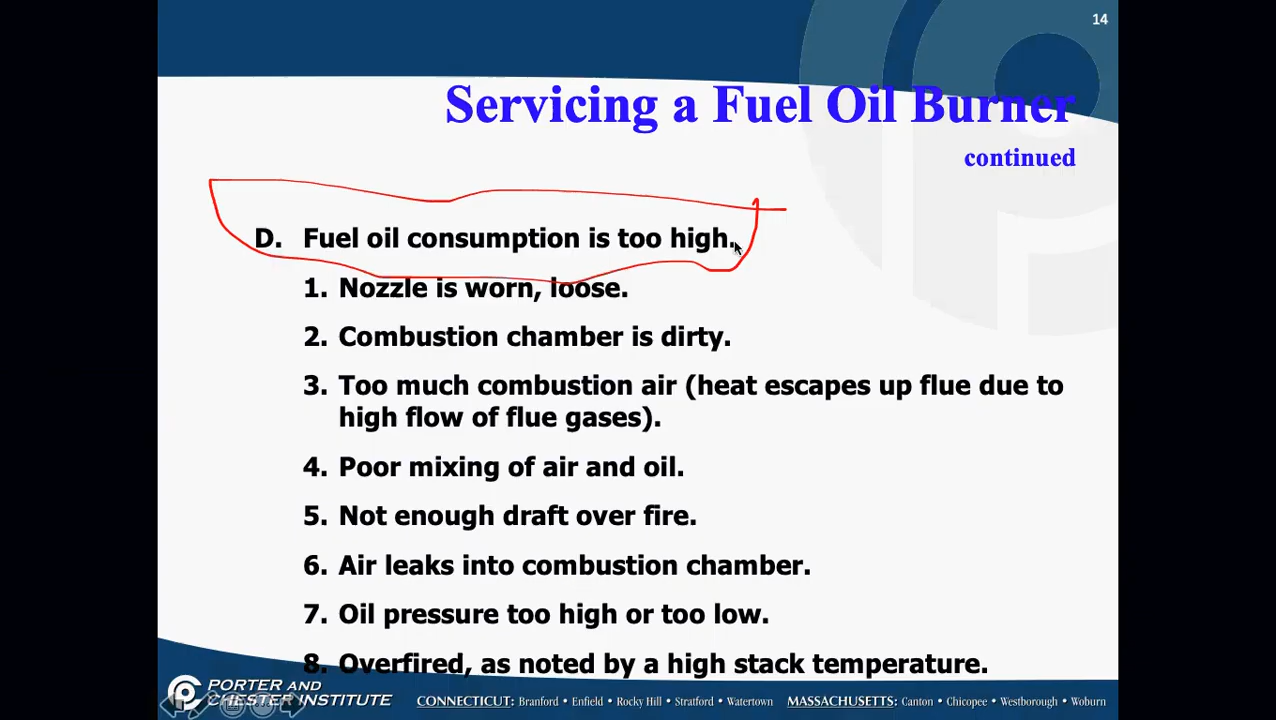 14
Servicing a Fuel Oil Burner
continued
D. Fuel oil consumption is too high.
1. Nozzle is worn, loose.
2. Combustion chamber is dirty.
3. Too much combustion air (heat escapes up flue due to
high flow of flue gases).
4. Poor mixing of air and oil.
5. Not enough draft over fire.
6. Air leaks into combustion chamber.
7. Oil pressure too high or too low.
8. Overfired, as noted by a high stack temperature.
PORTER AND
CHESTER INSTITUTE
CONNECTICUT: Branford • Enfield • Rocky Hill • Stratford • Watertown MASSACHUSETTS: Canton • Chicopee • Westborough • Woburn